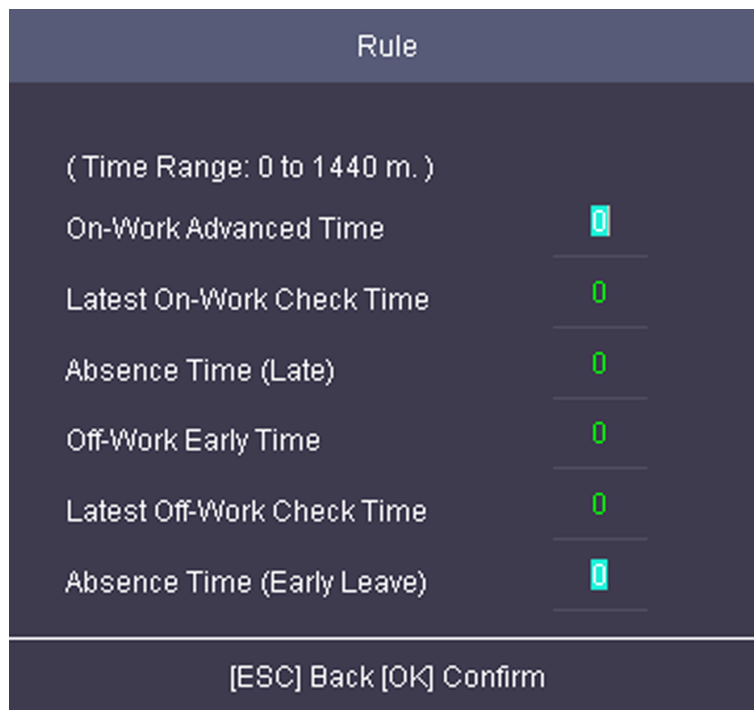 Rule
( Time Range: 0 to 1440 m. )
On-Work Advanced Time 0
Latest On-Work Check Time 0
Absence Time (Late) 0
Off-Work Early Time 0
Latest Off-Work Check Time 0
Absence Time (Early Leave) 0
[ESC] Back [OK] Confirm